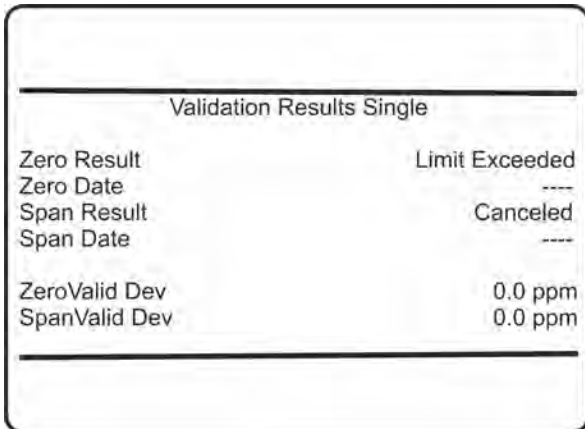 Validation Results Single
Zero Result Limit Exceeded
Zero Date ----
Span Result Canceled
Span Date ----
ZeroValid Dev 0.0 ppm
SpanValid Dev 0.0 ppm